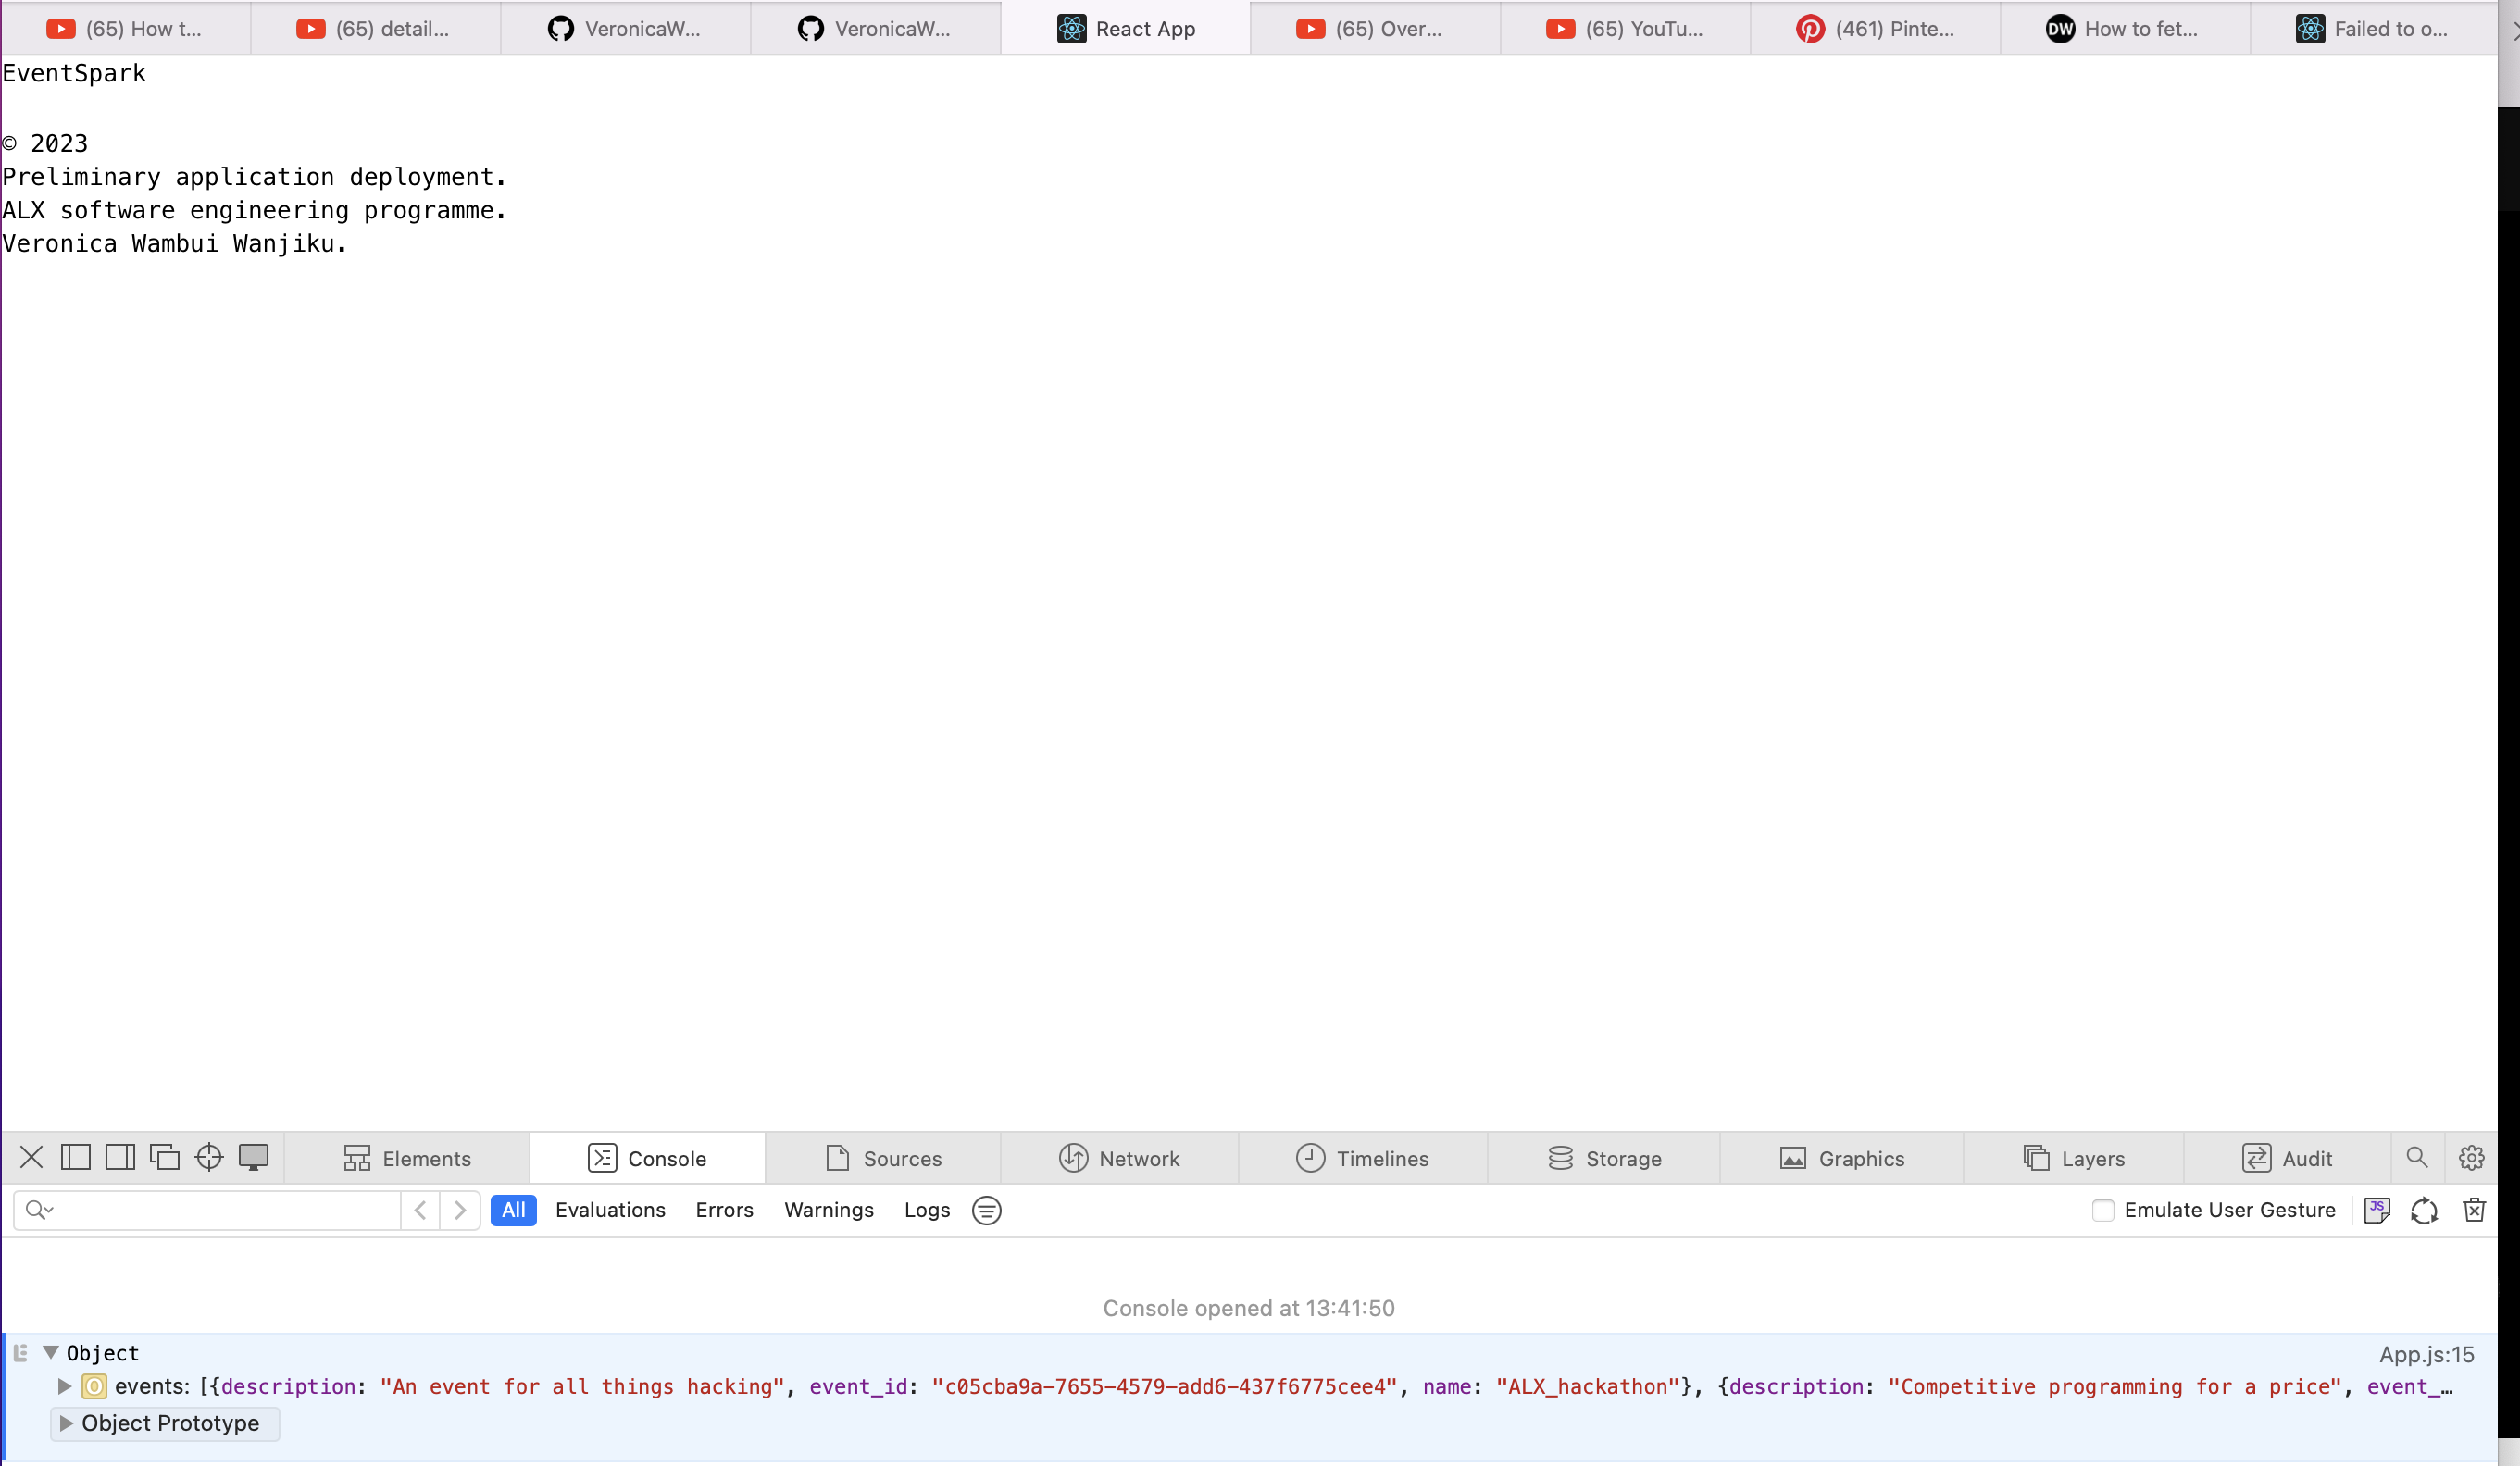 (65) How t...
(65) detail...
VeronicaW...
VeronicaW...
React App
(65) Over...
(65) YouTu...
(461) Pinte...
DW How to fet...
Failed to o...
EventSpark
© 2023
Preliminary application deployment.
ALX software engineering programme.
Veronica Wambui Wanjiku.
Elements Console Sources Network Timelines Storage Graphics Layers Audit
All Evaluations Errors Warnings Logs Emulate User Gesture JS
Console opened at 13:41:50
Object App.js:15
O events: [{description: "An event for all things hacking", event_id: "c05cba9a-7655-4579-add6-437f6775cee4", name: "ALX_hackathon"}, {description: "Competitive programming for a price", event_…
Object Prototype